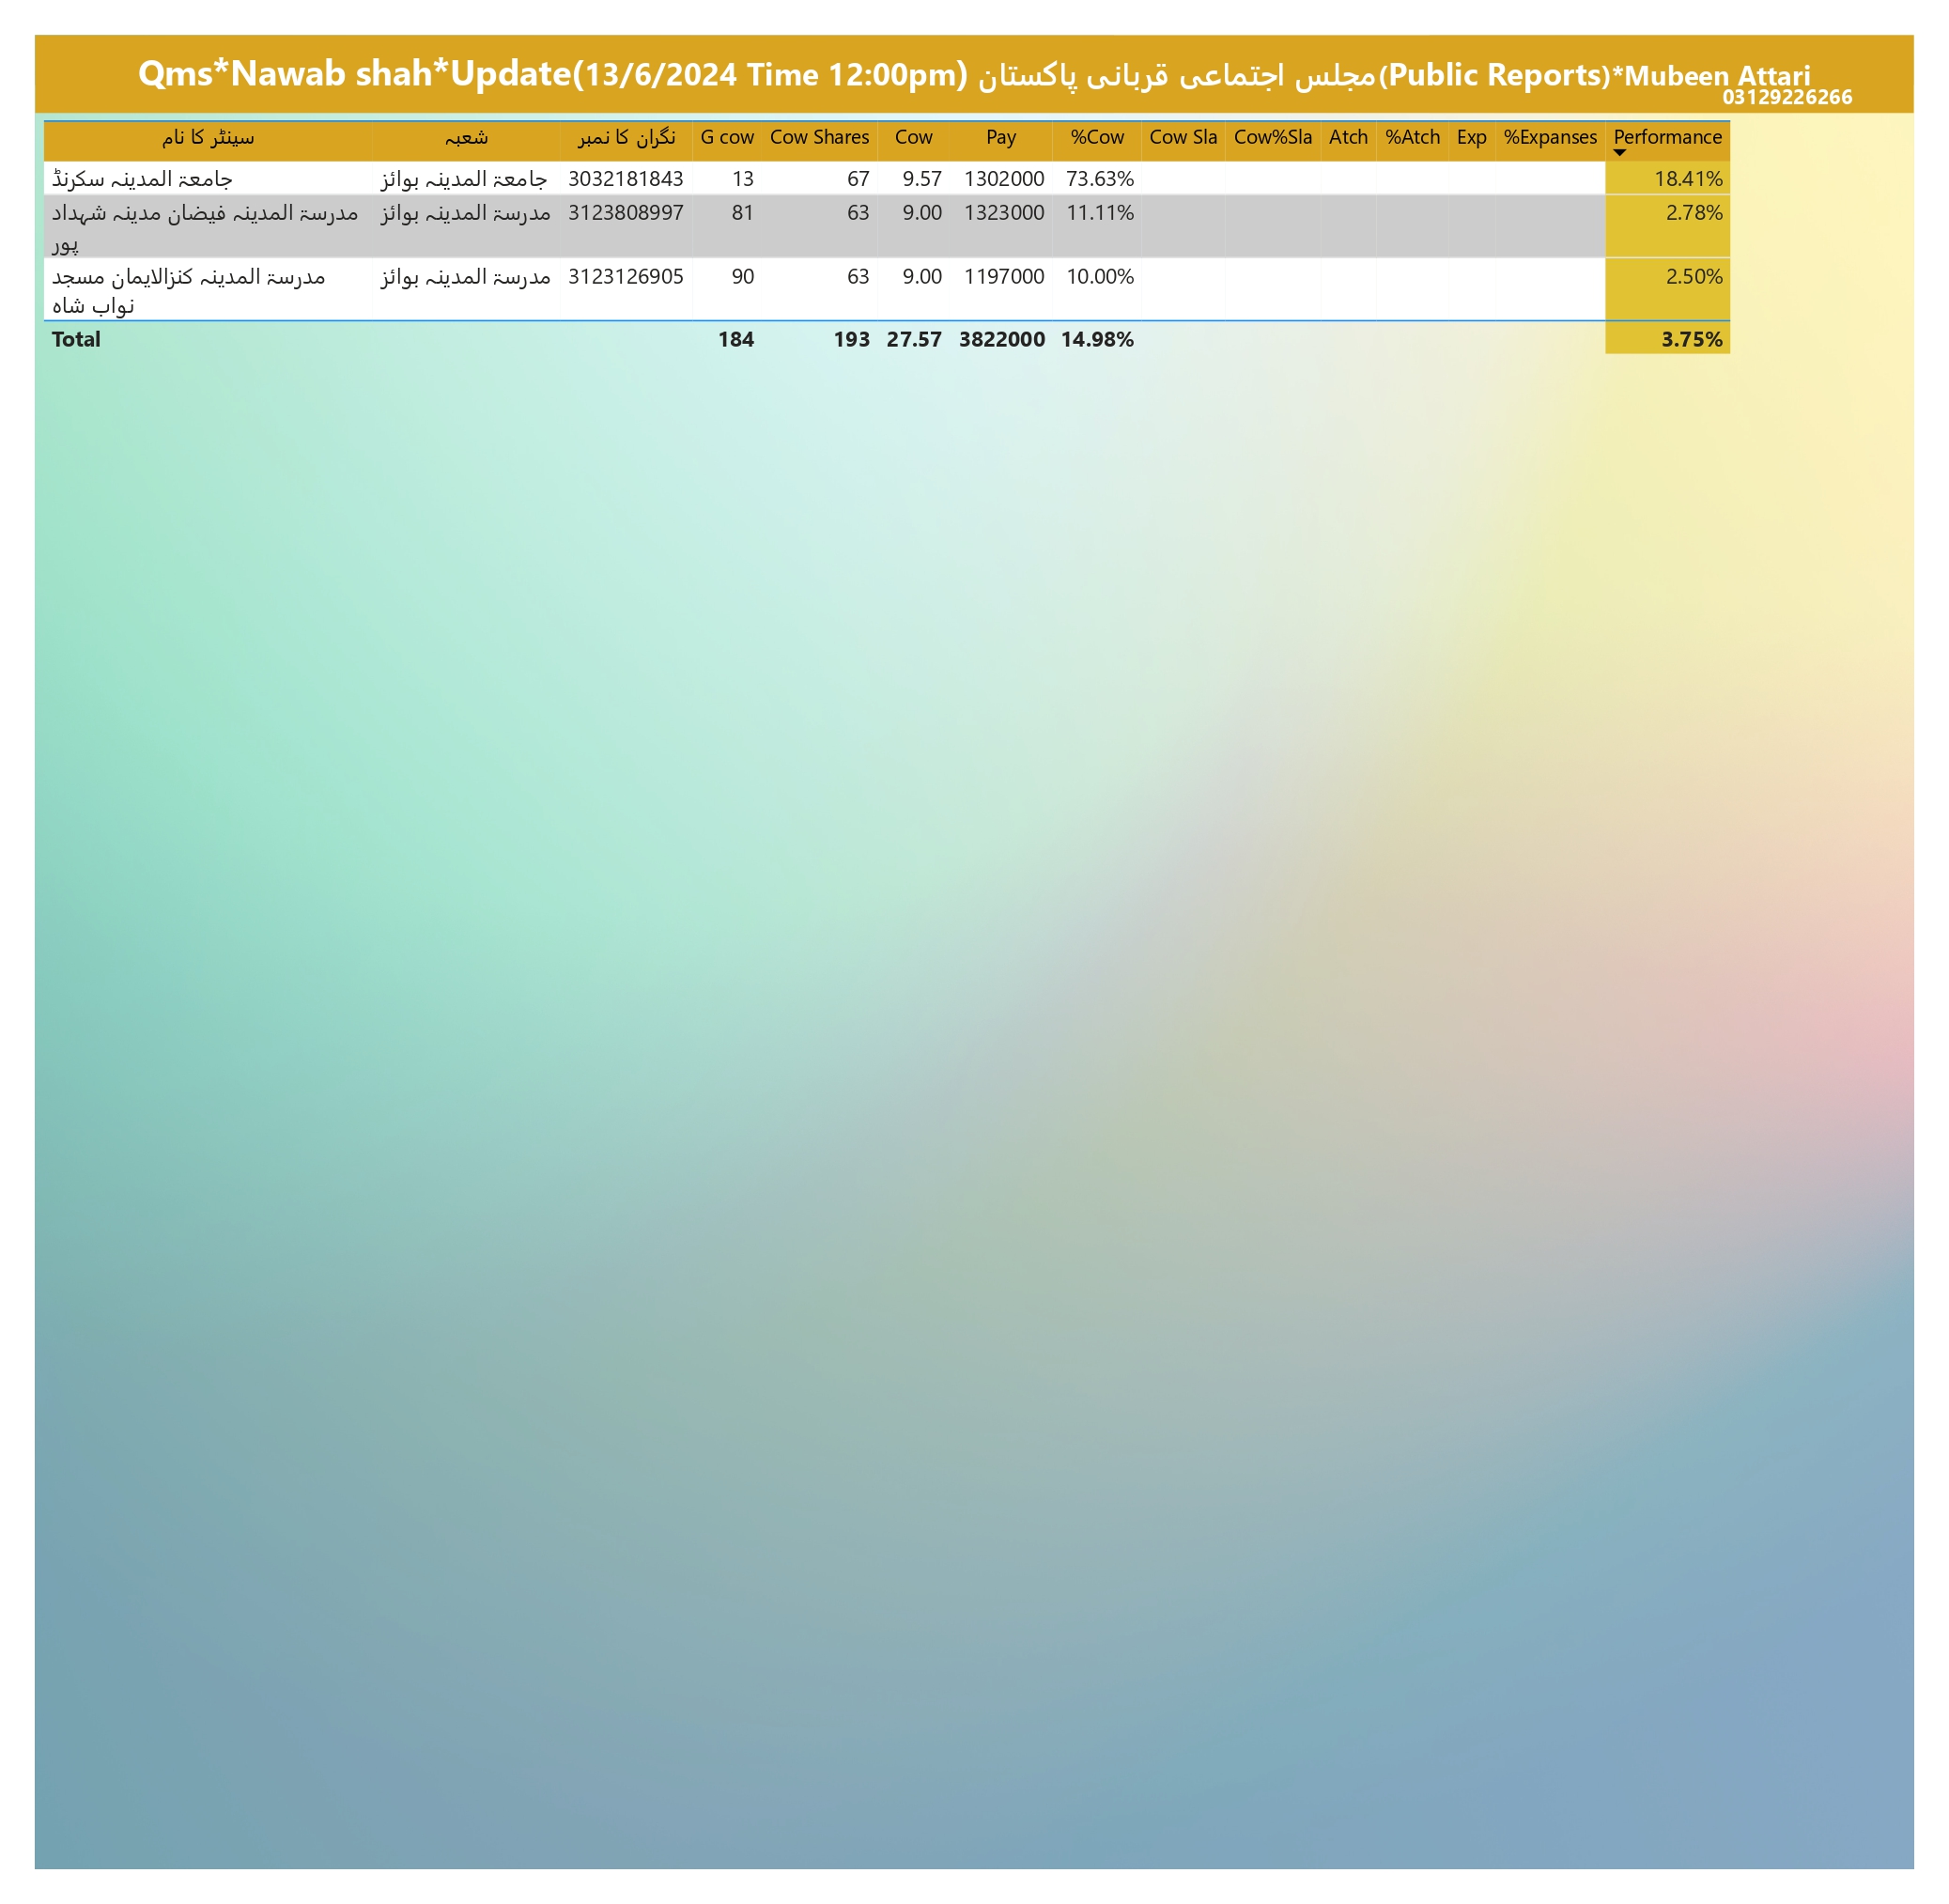 Qms*Nawab shah*Update(13/6/2024 Time 12:00pm) مجلس اجتماعی قربانی پاکستان(Public Reports)*Mubeen Attari
03129226266
سینٹر کا نام شعبہ نگران کا نمبر G cow Cow Shares Cow Pay %Cow Cow Sla Cow%Sla Atch %Atch Exp %Expanses Performance
جامعۃ المدینہ سکرنڈ جامعۃ المدینہ بوائز 3032181843 13 67 9.57 1302000 73.63% 18.41%
مدرسۃ المدینہ فیضان مدینہ شہداد مدرسۃ المدینہ بوائز 3123808997 81 63 9.00 1323000 11.11% 2.78%
پور
مدرسۃ المدینہ کنزالایمان مسجد مدرسۃ المدینہ بوائز 3123126905 90 63 9.00 1197000 10.00% 2.50%
نواب شاہ
Total 184 193 27.57 3822000 14.98% 3.75%